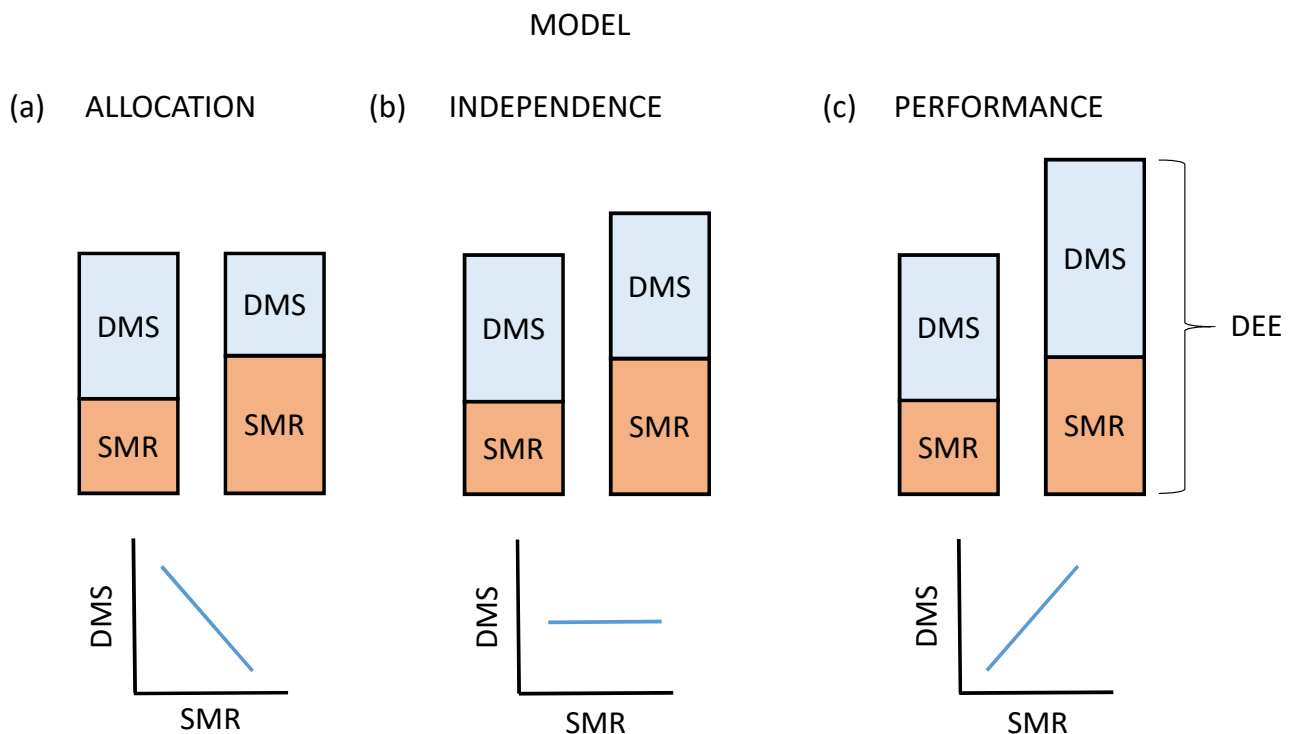 MODEL
(a) ALLOCATION
(b) INDEPENDENCE
(c) PERFORMANCE
DMS
SMR
DMS
SMR
DMS
SMR
DMS
SMR
DMS
SMR
DMS
SMR
DEE
DMS
SMR
DMS
SMR
DMS
SMR